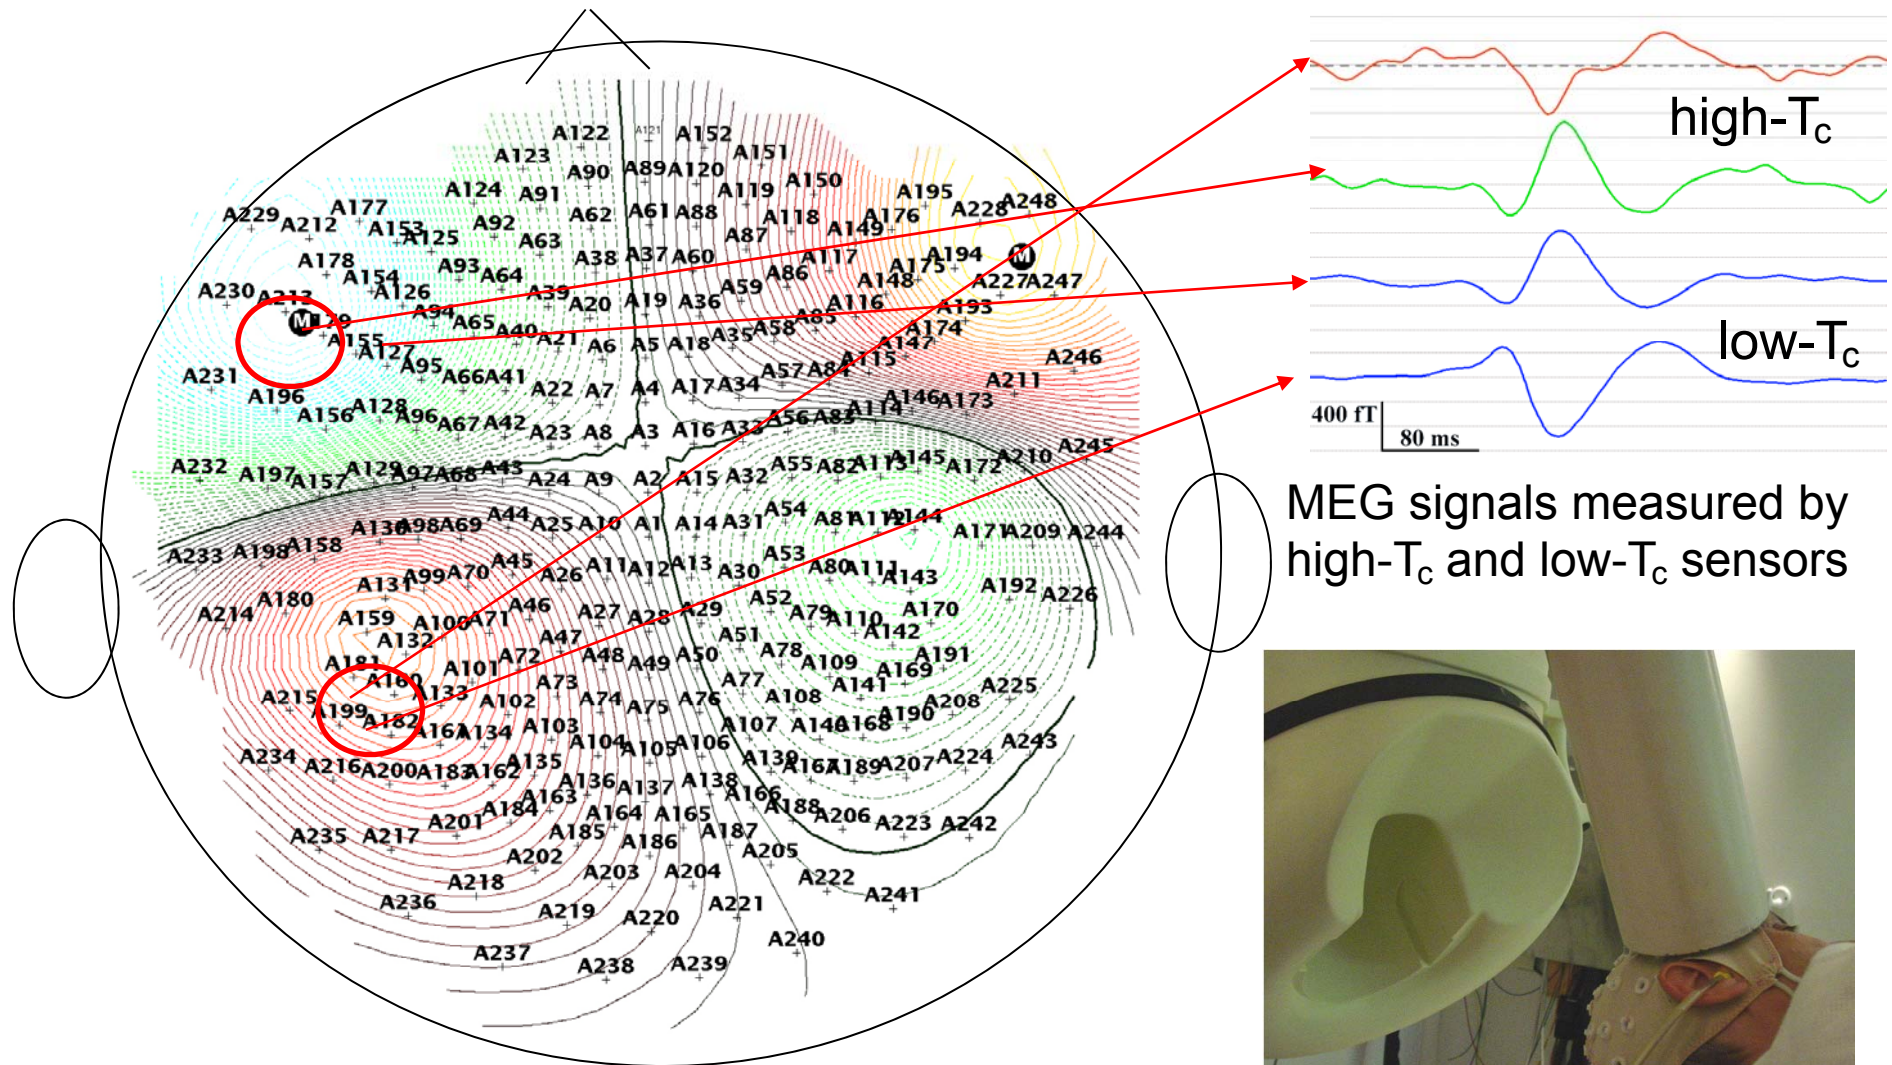 A122 A121 A152
A123 A151
A90 A89 A120
A124 A91 A119 A150 A195
A229 A177 A62 A61 A88 A118 A176 A228 A248
A212 A153 A92 A149
A125 A63 A87
A178 A38 A37 A60 A117 A194
A154 A93 A64 A86 A175 M
A230 A213 A126 A39 A20 A19 A36 A59 A148 A227 A247
A94 A116 A193
M A179 A65 A40 A85
A155 A21 A6 A5 A18 A35 A58 A174
A127 A147
A95 A115 A246
A231 A66 A41 A22 A7 A4 A17 A34 A57 A84 A211
A196 A128 A146 A173
A156 A96 A67 A42 A114
A23 A8 A3 A16 A33 A56 A83
A245
A232 A197 A157 A129 A97 A68 A43 A24 A9 A2 A15 A32 A55 A82 A113 A145 A172 A210
A130 A98 A69 A44 A25 A10 A1 A14 A31 A54 A81 A112 A144 A171 A209 A244
A233 A198 A158
A45 A11 A12 A13 A53
A131 A99 A70 A26 A30 A80 A111 A143 A192
A214 A180 A159 A46 A27 A28 A29 A52 A79 A110 A170 A226
A100 A71
A132 A47 A51 A142
A181 A72 A48 A49 A50 A78 A109 A191
A160 A101 A73 A77 A141 A169
A215 A133 A102 A74 A75 A76 A108 A208 A225
A199 A182 A161 A134 A103 A107 A140 A168 A190
A104 A105 A106 A243
A234 A216 A200 A183 A162 A135 A139 A167 A189 A207 A224
A136 A137 A138
A163 A166
A235 A217 A201 A184 A164 A165 A188 A206 A223 A242
A185 A186 A187
A202 A205
A218 A203 A204 A222
A236 A219 A220 A221 A241
A237 A240
A238 A239
high-Tc
low-Tc
400 fT
80 ms
MEG signals measured by
high-Tc and low-Tc sensors